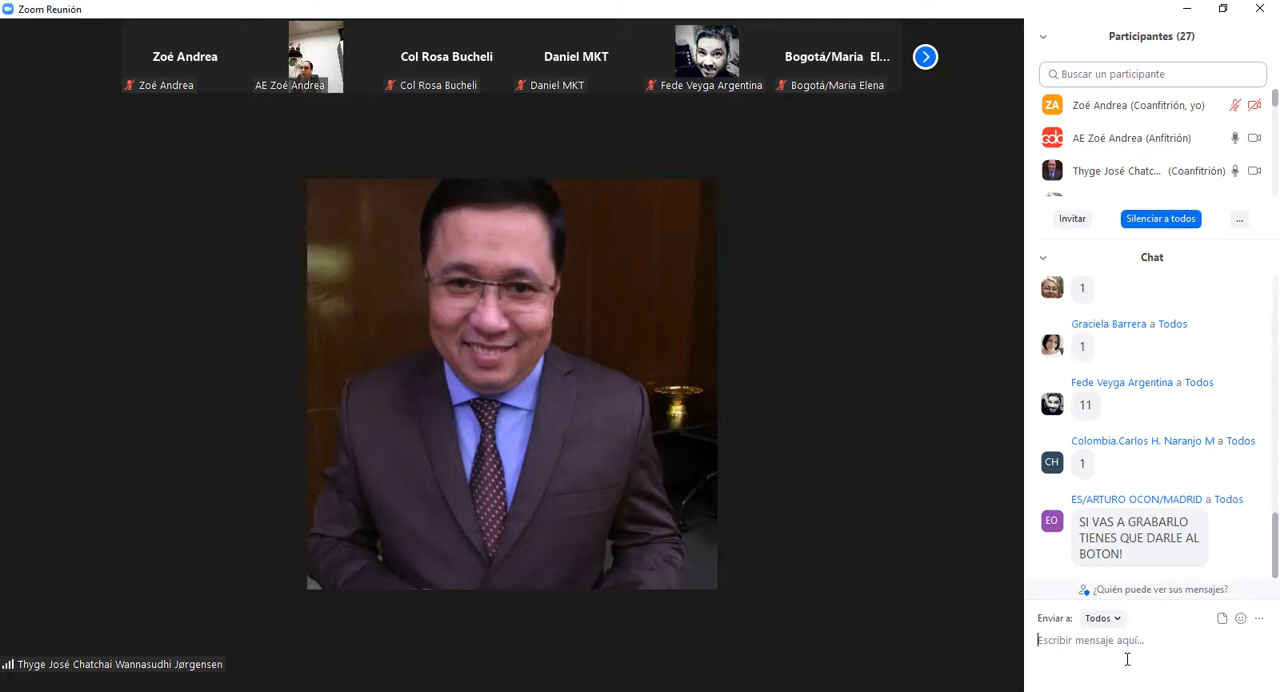 Zoom Reunión
Zoé Andrea
Zoé Andrea
AE Zoé Andrea
Col Rosa Bucheli
Col Rosa Bucheli
Daniel MKT
Daniel MKT
Fede Veyga Argentina
Bogotá/Maria Ele...
Bogotá/Maria Elena
Thyge José Chatchai Wannasudhi Jørgensen
Participantes (27)
Buscar un participante
ZA
Zoé Andrea (Coanfitrión, yo)
AE Zoé Andrea (Anfitrión)
Thyge José Chatc... (Coanfitrión)
Invitar
Silenciar a todos
...
Chat
1
Graciela Barrera a Todos
1
Fede Veyga Argentina a Todos
11
Colombia.Carlos H. Naranjo M a Todos
CH
1
ES/ARTURO OCON/MADRID a Todos
EO
SI VAS A GRABARLO
TIENES QUE DARLE AL
BOTON!
¿Quién puede ver sus mensajes?
Enviar a: Todos
Escribir mensaje aquí...